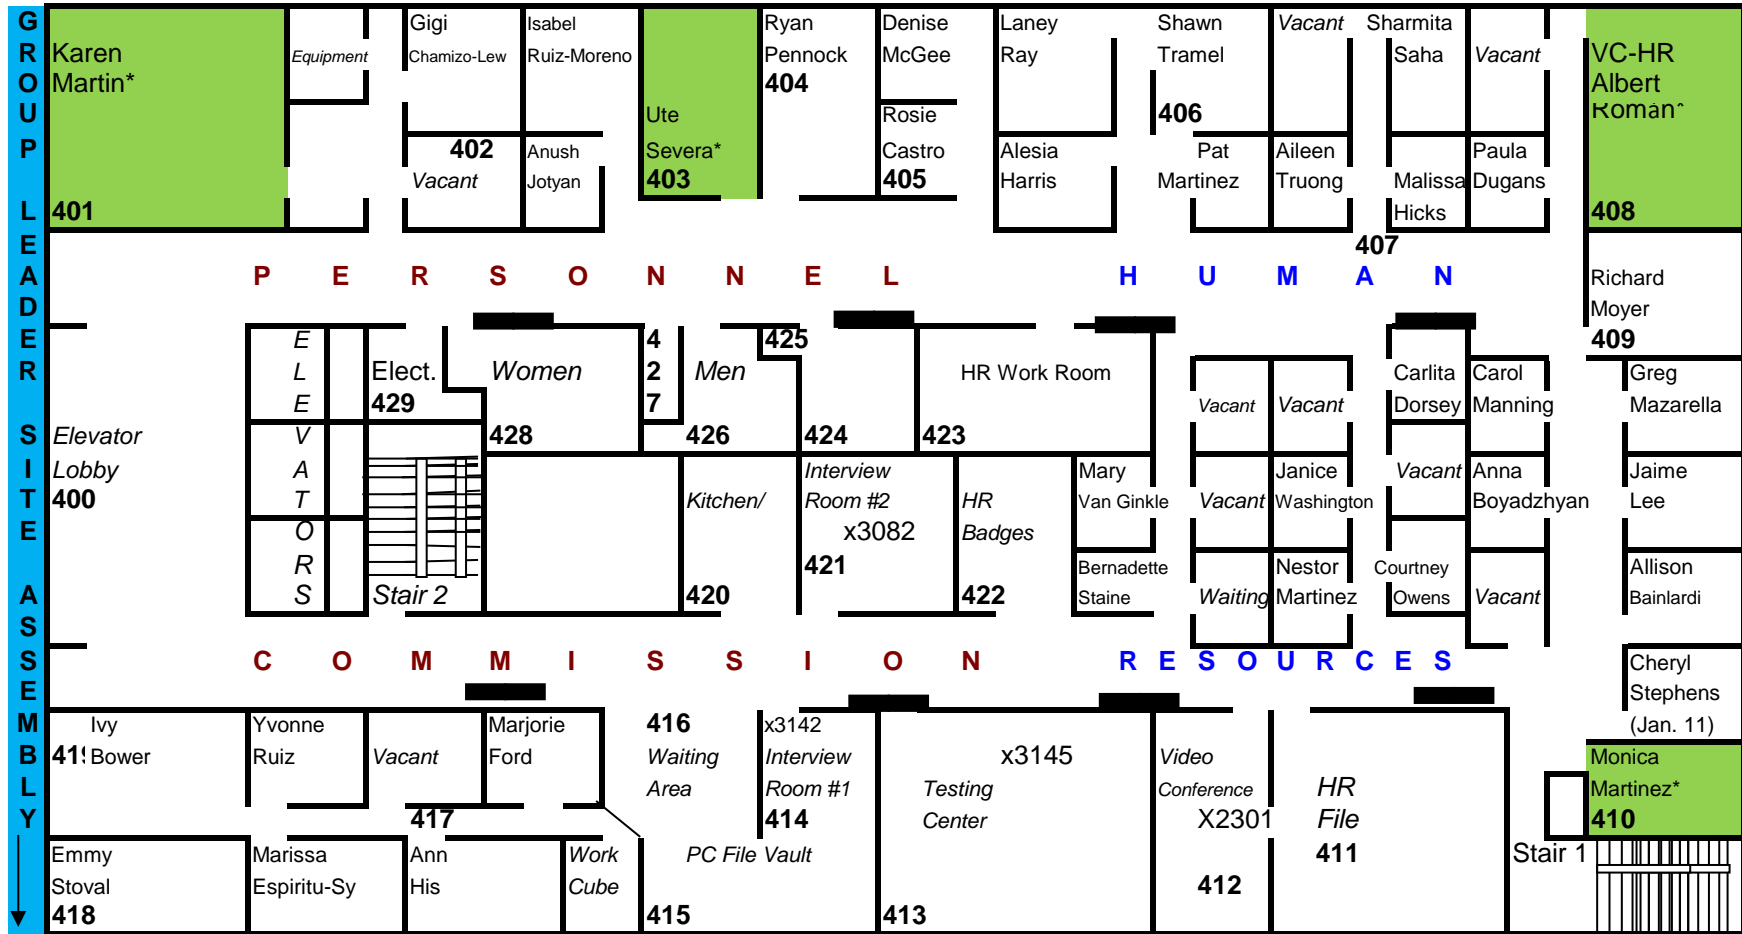 GROUP LEADER SITE ASSEMBLY
Karen
Martin*
401
Equipment
Gigi
Chamizo-Lew
Isabel
Ruiz-Moreno
402
Vacant
Anush
Jotyan
Ute
Severa*
403
Ryan
Pennock
404
Denise
McGee
Rosie
Castro
405
Laney
Ray
Alesia
Harris
Shawn
Tramel
406
Pat
Martinez
Vacant
Aileen
Truong
Sharmita
Saha
Malissa
Hicks
407
Vacant
Paula
Dugans
VC-HR
Albert
Roman*
408
PERSONNEL
HUMAN
Richard
Moyer
409
Elevator
Lobby
400
ELEVATORS
Elect.
429
Stair 2
Women
428
427
Men
426
425
424
HR Work Room
423
Kitchen/
420
Interview
Room #2
x3082
421
HR
Badges
422
Mary
Van Ginkle
Bernadette
Staine
Vacant
Vacant
Vacant
Janice
Washington
Waiting
Nestor
Martinez
Carlita
Dorsey
Vacant
Courtney
Owens
Carol
Manning
Anna
Boyadzhyan
Vacant
Greg
Mazarella
Jaime
Lee
Allison
Bainlardi
COMMISSION
RESOURCES
Cheryl
Stephens
(Jan. 11)
Ivy
Bower
Yvonne
Ruiz
Vacant
Marjorie
Ford
417
416
Waiting
Area
x3142
Interview
Room #1
414
x3145
Testing
Center
413
Video
Conference
X2301
412
HR
File
411
Monica
Martinez*
410
Stair 1
Emmy
Stoval
418
Marissa
Espiritu-Sy
Ann
His
Work
Cube
PC File Vault
415